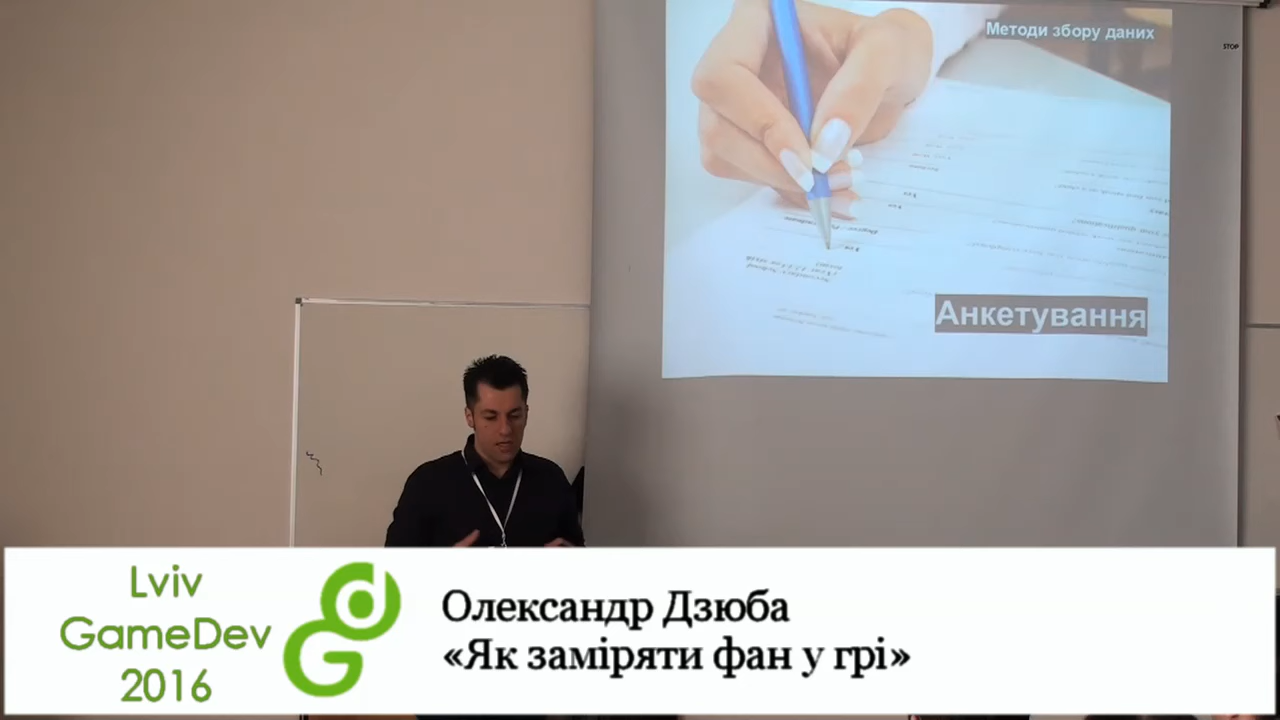 Методи збору даних
STOP
Анкетування
Lviv
GameDev
2016
Олександр Дзюба
«Як заміряти фан у грі»